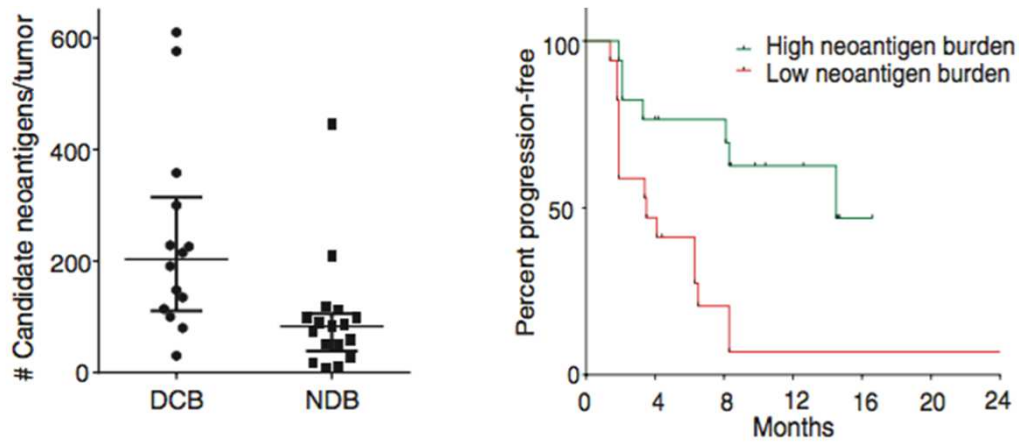 # Candidate neoantigens/tumor
600
400
200
0
DCB NDB
Percent progression-free
100
50
0
High neoantigen burden
Low neoantigen burden
0 4 8 12 16 20 24
Months